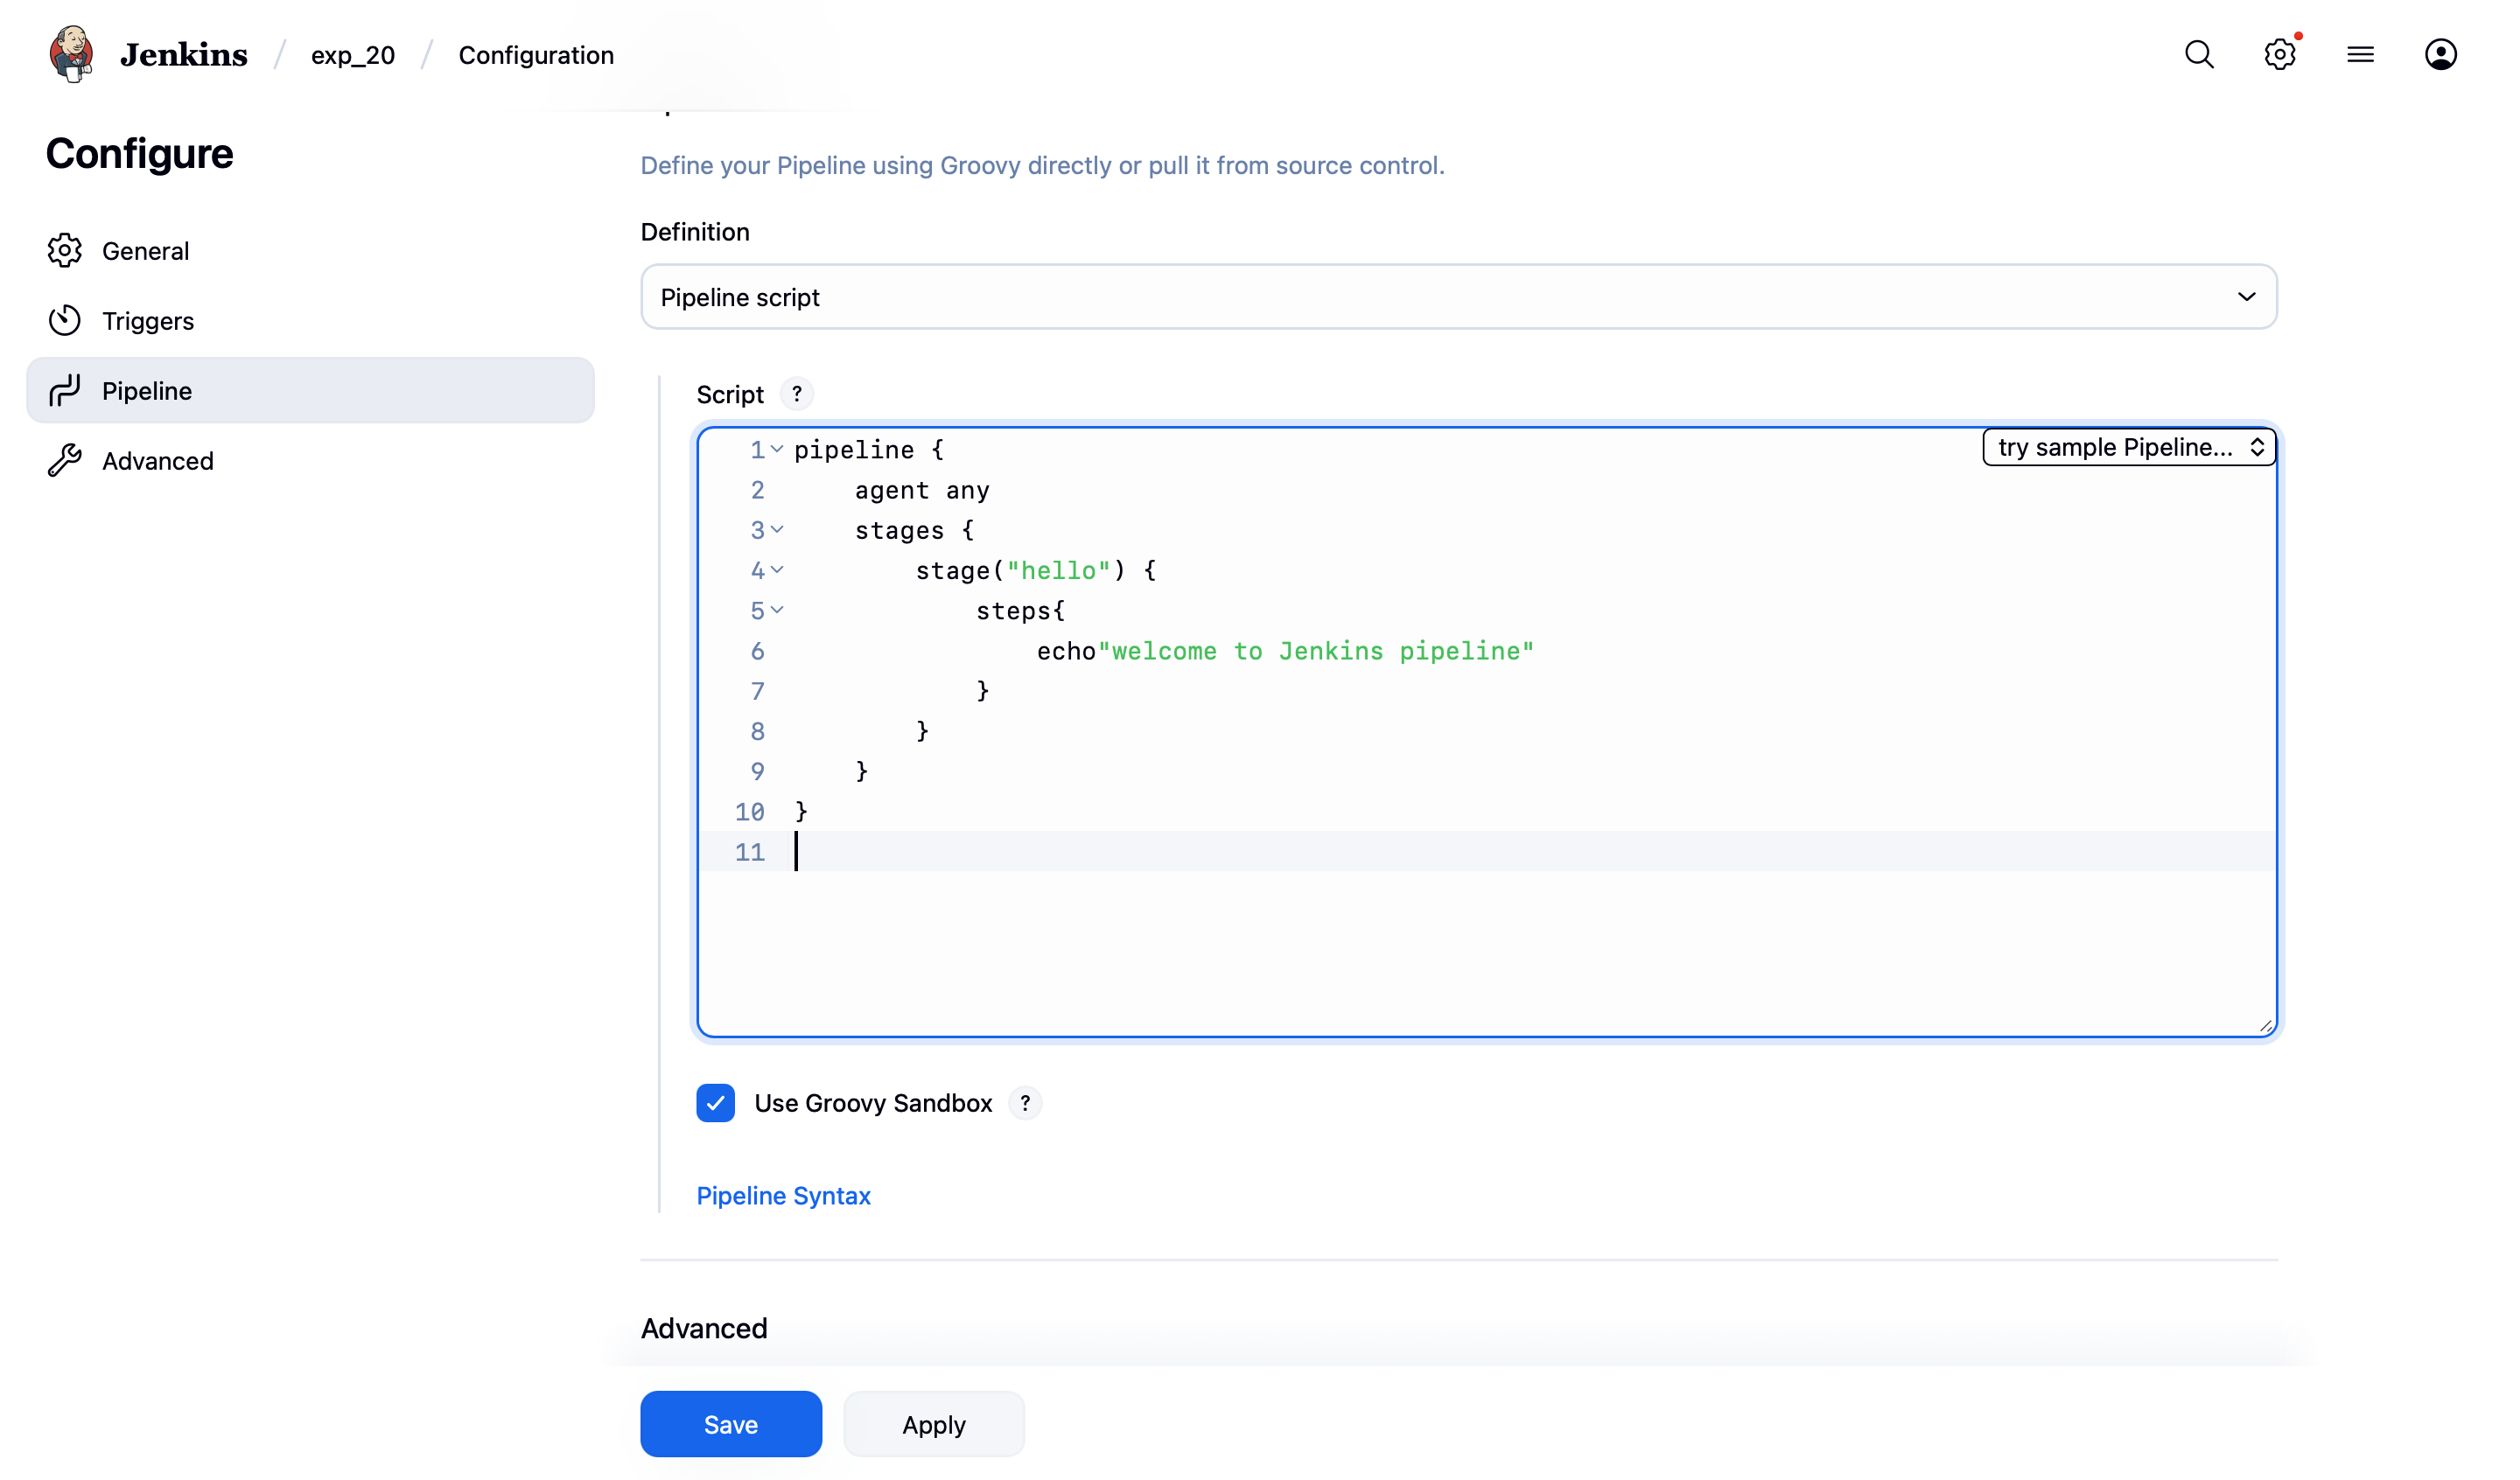 Jenkins / exp_20 / Configuration
Configure
General
Triggers
Pipeline
Advanced
Define your Pipeline using Groovy directly or pull it from source control.
Definition
Pipeline script
Script ?
try sample Pipeline...
1 pipeline {
2     agent any
3     stages {
4         stage("hello") {
5             steps{
6                 echo"welcome to Jenkins pipeline"
7             }
8         }
9     }
10 }
11
Use Groovy Sandbox ?
Pipeline Syntax
Advanced
Save Apply